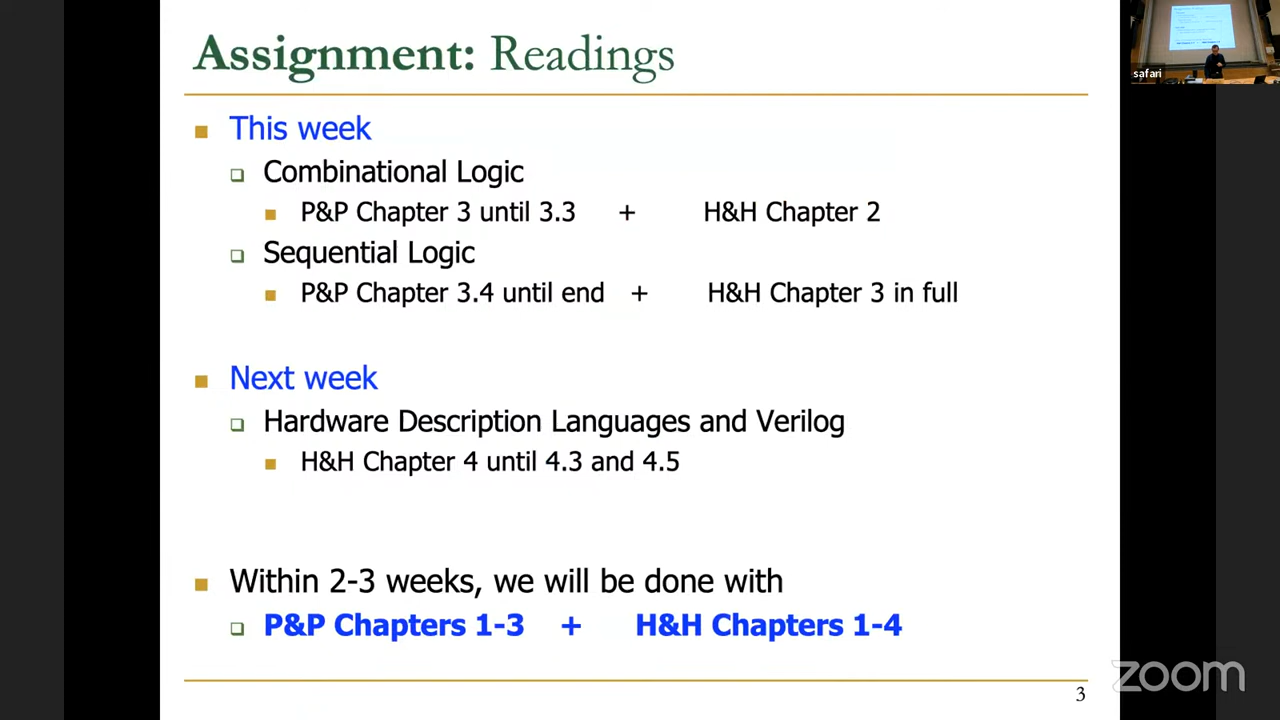 Assignment: Readings
This week
Combinational Logic
P&P Chapter 3 until 3.3 + H&H Chapter 2
Sequential Logic
P&P Chapter 3.4 until end + H&H Chapter 3 in full
Next week
Hardware Description Languages and Verilog
H&H Chapter 4 until 4.3 and 4.5
Within 2-3 weeks, we will be done with
P&P Chapters 1-3 + H&H Chapters 1-4
3
safari
zoom